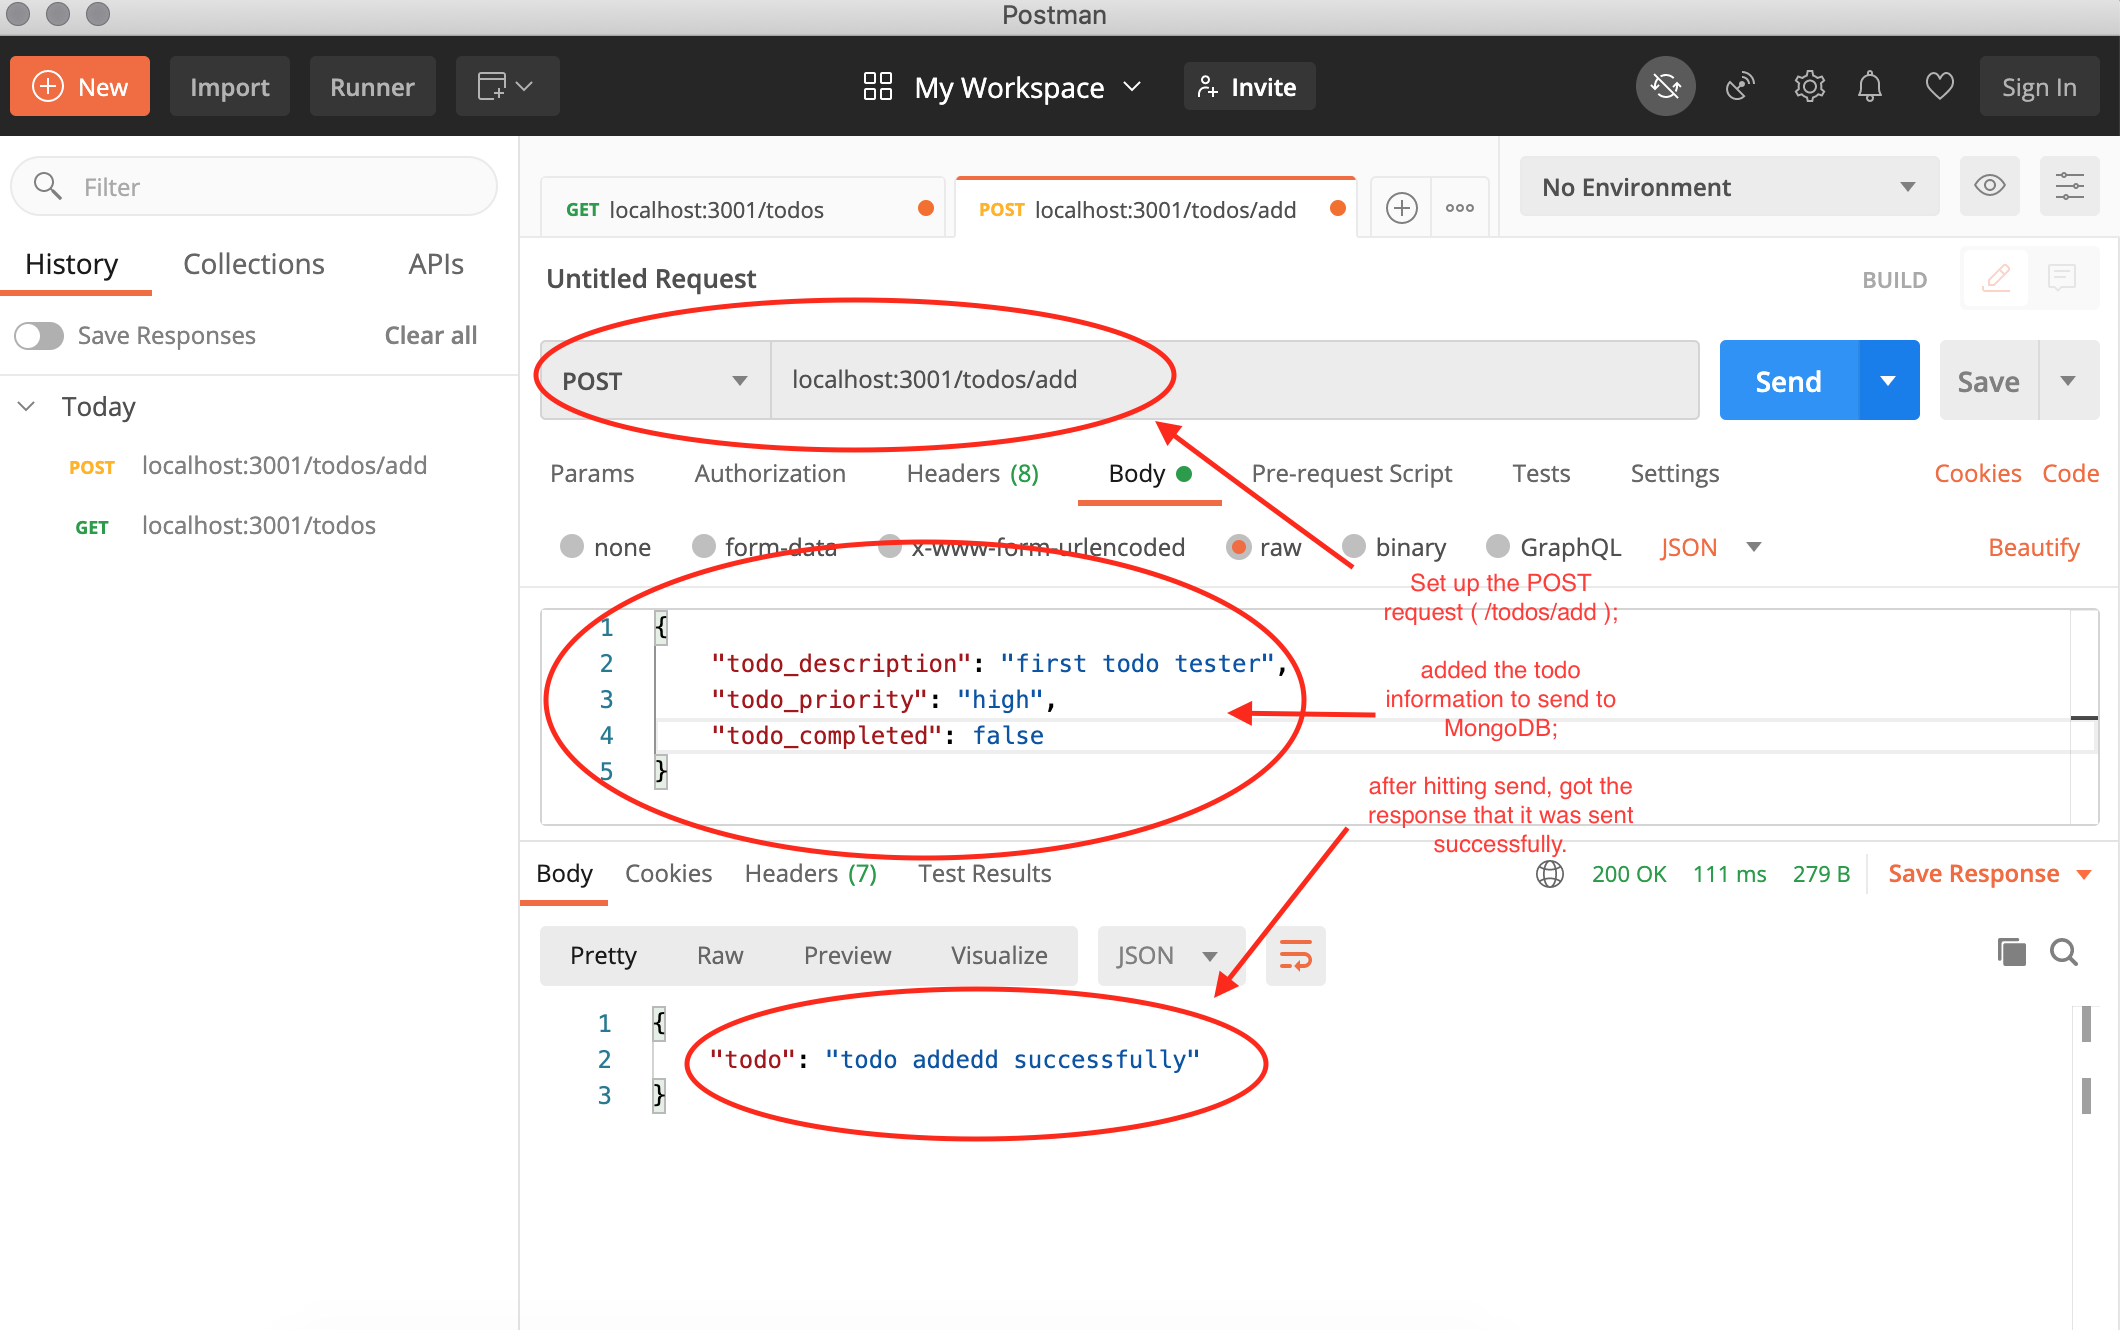 Postman
New Import Runner My Workspace Invite Sign In
Filter
History Collections APIs
Save Responses Clear all
Today
POST localhost:3001/todos/add
GET localhost:3001/todos
GET localhost:3001/todos POST localhost:3001/todos/add No Environment
Untitled Request BUILD
POST localhost:3001/todos/add Send Save
Params Authorization Headers (8) Body Pre-request Script Tests Settings Cookies Code
none form-data x-www-form-urlencoded raw binary GraphQL JSON Beautify
1 {
2 "todo_description": "first todo tester",
3 "todo_priority": "high",
4 "todo_completed": false
5 }
Set up the POST
request ( /todos/add );
added the todo
information to send to
MongoDB;
after hitting send, got the
response that it was sent
successfully.
Body Cookies Headers (7) Test Results 200 OK 111 ms 279 B Save Response
Pretty Raw Preview Visualize JSON
1 {
2 "todo": "todo addedd successfully"
3 }